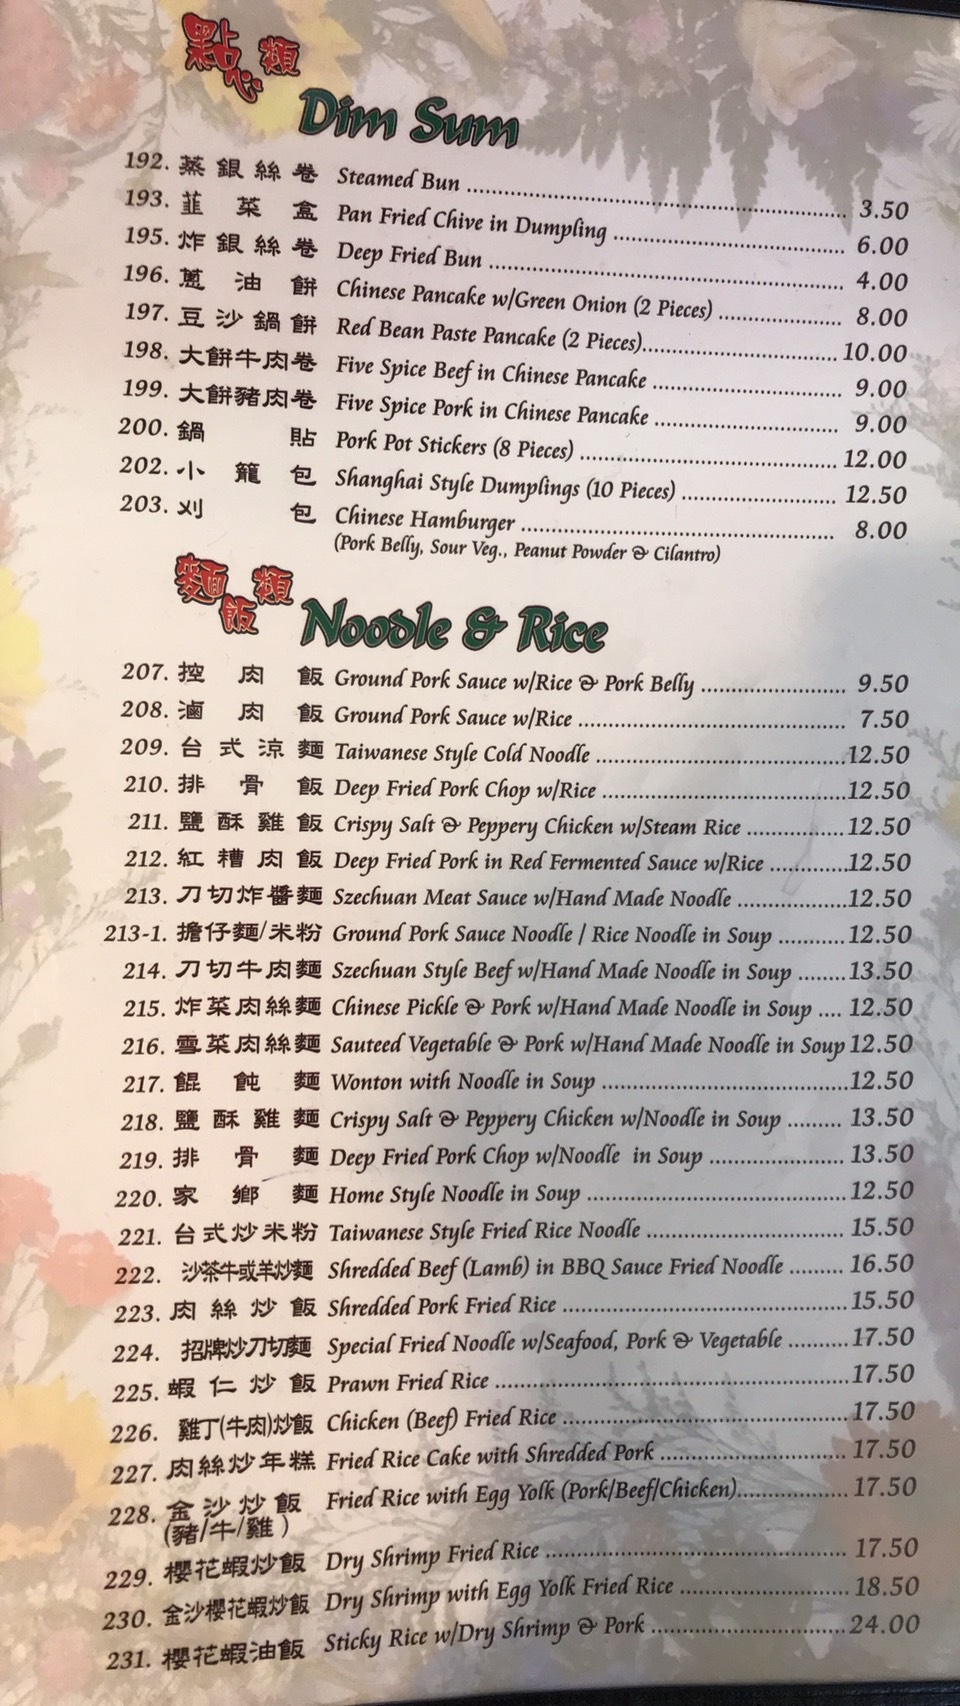 點心類
Dim Sum
192. 蒸銀絲卷 Steamed Bun 3.50
193. 韮菜盒 Pan Fried Chive in Dumpling 6.00
195. 炸銀絲卷 Deep Fried Bun 4.00
196. 蔥油餅 Chinese Pancake w/Green Onion (2 Pieces) 8.00
197. 豆沙鍋餅 Red Bean Paste Pancake (2 Pieces) 10.00
198. 大餅牛肉卷 Five Spice Beef in Chinese Pancake 9.00
199. 大餅豬肉卷 Five Spice Pork in Chinese Pancake 9.00
200. 鍋貼 Pork Pot Stickers (8 Pieces) 12.00
202. 小籠包 Shanghai Style Dumplings (10 Pieces) 12.50
203. 刈包 Chinese Hamburger 8.00
(Pork Belly, Sour Veg., Peanut Powder & Cilantro)
麵飯類
Noodle & Rice
207. 控肉飯 Ground Pork Sauce w/Rice & Pork Belly 9.50
208. 滷肉飯 Ground Pork Sauce w/Rice 7.50
209. 台式涼麵 Taiwanese Style Cold Noodle 12.50
210. 排骨飯 Deep Fried Pork Chop w/Rice 12.50
211. 鹽酥雞飯 Crispy Salt & Peppery Chicken w/Steam Rice 12.50
212. 紅糟肉飯 Deep Fried Pork in Red Fermented Sauce w/Rice 12.50
213. 刀切炸醬麵 Szechuan Meat Sauce w/Hand Made Noodle 12.50
213-1. 擔仔麵/米粉 Ground Pork Sauce Noodle / Rice Noodle in Soup 12.50
214. 刀切牛肉麵 Szechuan Style Beef w/Hand Made Noodle in Soup 13.50
215. 炸菜肉絲麵 Chinese Pickle & Pork w/Hand Made Noodle in Soup 12.50
216. 雪菜肉絲麵 Sauteed Vegetable & Pork w/Hand Made Noodle in Soup 12.50
217. 餛飩麵 Wonton with Noodle in Soup 12.50
218. 鹽酥雞麵 Crispy Salt & Peppery Chicken w/Noodle in Soup 13.50
219. 排骨麵 Deep Fried Pork Chop w/Noodle in Soup 13.50
220. 家鄉麵 Home Style Noodle in Soup 12.50
221. 台式炒米粉 Taiwanese Style Fried Rice Noodle 15.50
222. 沙茶牛或羊炒麵 Shredded Beef (Lamb) in BBQ Sauce Fried Noodle 16.50
223. 肉絲炒飯 Shredded Pork Fried Rice 15.50
224. 招牌炒刀切麵 Special Fried Noodle w/Seafood, Pork & Vegetable 17.50
225. 蝦仁炒飯 Prawn Fried Rice 17.50
226. 雞丁(牛肉)炒飯 Chicken (Beef) Fried Rice 17.50
227. 肉絲炒年糕 Fried Rice Cake with Shredded Pork 17.50
228. 金沙炒飯 Fried Rice with Egg Yolk (Pork/Beef/Chicken) 17.50
(豬/牛/雞)
229. 櫻花蝦炒飯 Dry Shrimp Fried Rice 17.50
230. 金沙櫻花蝦炒飯 Dry Shrimp with Egg Yolk Fried Rice 18.50
231. 櫻花蝦油飯 Sticky Rice w/Dry Shrimp & Pork 24.00